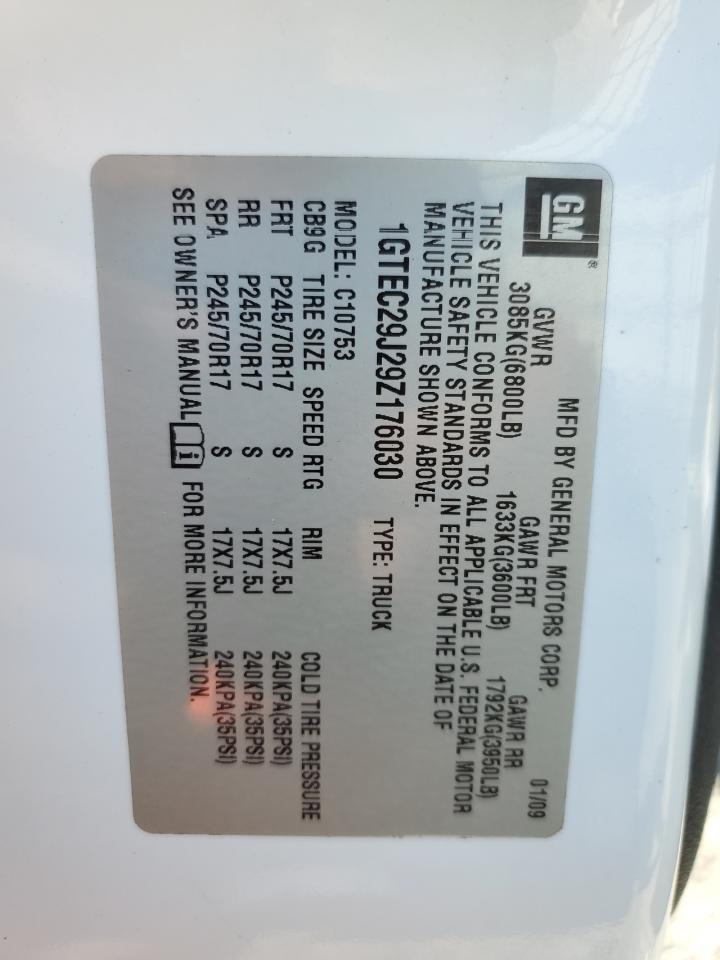 GM®
MFD BY GENERAL MOTORS CORP. 01/09
GVWR GAWR FRT GAWR RR
3085KG(6800LB) 1633KG(3600LB) 1792KG(3950LB)
THIS VEHICLE CONFORMS TO ALL APPLICABLE U.S. FEDERAL MOTOR
VEHICLE SAFETY STANDARDS IN EFFECT ON THE DATE OF
MANUFACTURE SHOWN ABOVE.
1GTEC29J29Z176030 TYPE: TRUCK
MODEL: C10753
CB9G TIRE SIZE SPEED RTG RIM COLD TIRE PRESSURE
FRT P245/70R17 S 17X7.5J 240KPA(35PSI)
RR P245/70R17 S 17X7.5J 240KPA(35PSI)
SPA P245/70R17 S 17X7.5J 240KPA(35PSI)
SEE OWNER'S MANUAL FOR MORE INFORMATION.